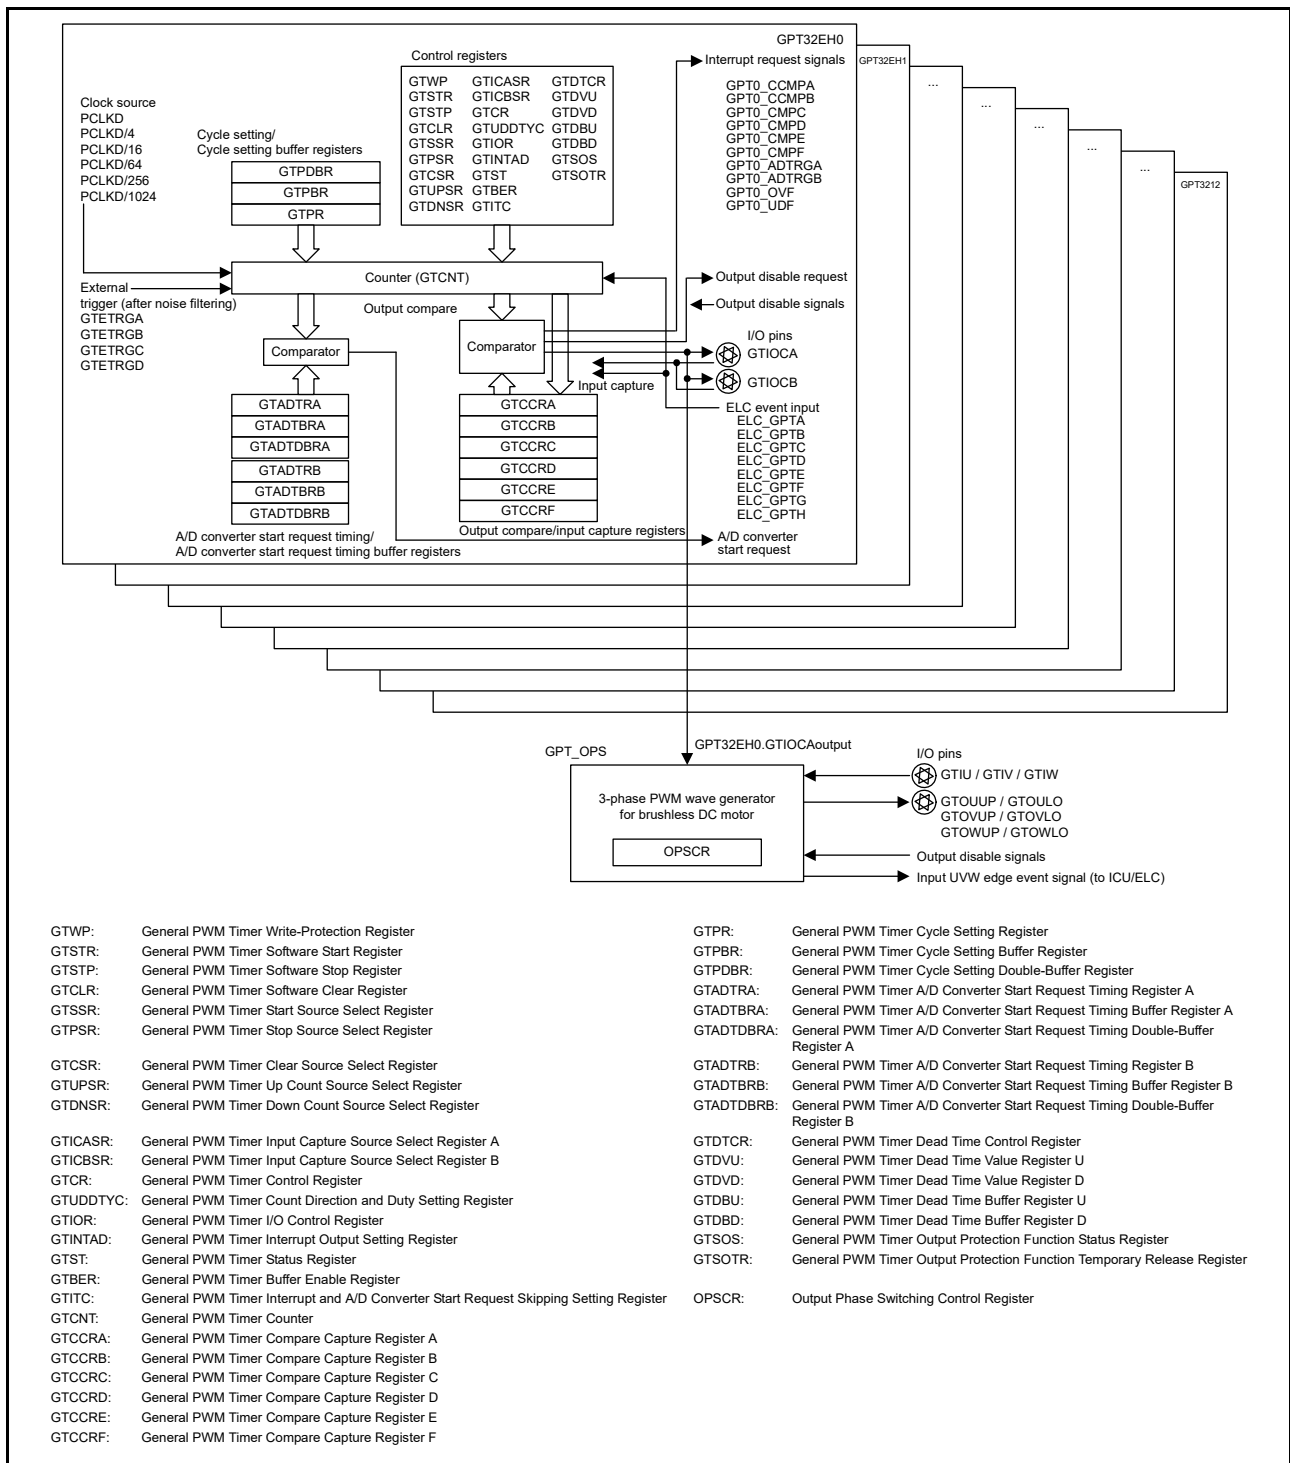 GPT32EH0
GPT32EH1
...
...
...
...
...
GPT3212
Control registers
GTWP GTICASR GTDTCR
GTSTR GTICBSR GTDVU
GTSTP GTCR GTDVD
GTCLR GTUDDTYC GTDBU
GTSSR GTIOR GTDBD
GTPSR GTINTAD GTSOS
GTCSR GTST GTSOTR
GTUPSR GTBER
GTDNSR GTITC
Interrupt request signals
GPT0_CCMPA
GPT0_CCMPB
GPT0_CMPC
GPT0_CMPD
GPT0_CMPE
GPT0_CMPF
GPT0_ADTRGA
GPT0_ADTRGB
GPT0_OVF
GPT0_UDF
Clock source
PCLKD
PCLKD/4
PCLKD/16
PCLKD/64
PCLKD/256
PCLKD/1024
Cycle setting/
Cycle setting buffer registers
GTPDBR
GTPBR
GTPR
Counter (GTCNT)
External
trigger (after noise filtering)
GTETRGA
GTETRGB
GTETRGC
GTETRGD
Output compare
Comparator
Comparator
Input capture
Output disable request
Output disable signals
I/O pins
GTIOCA
GTIOCB
ELC event input
ELC_GPTA
ELC_GPTB
ELC_GPTC
ELC_GPTD
ELC_GPTE
ELC_GPTF
ELC_GPTG
ELC_GPTH
GTADTRA
GTADTBRA
GTADTDBRA
GTADTRB
GTADTBRB
GTADTDBRB
GTCCRA
GTCCRB
GTCCRC
GTCCRD
GTCCRE
GTCCRF
Output compare/input capture registers
A/D converter start request timing/
A/D converter start request timing buffer registers
A/D converter
start request
GPT_OPS
GPT32EH0.GTIOCAoutput
3-phase PWM wave generator
for brushless DC motor
OPSCR
I/O pins
GTIU / GTIV / GTIW
GTOUUP / GTOULO
GTOVUP / GTOVLO
GTOWUP / GTOWLO
Output disable signals
Input UVW edge event signal (to ICU/ELC)
GTWP: General PWM Timer Write-Protection Register
GTSTR: General PWM Timer Software Start Register
GTSTP: General PWM Timer Software Stop Register
GTCLR: General PWM Timer Software Clear Register
GTSSR: General PWM Timer Start Source Select Register
GTPSR: General PWM Timer Stop Source Select Register
GTCSR: General PWM Timer Clear Source Select Register
GTUPSR: General PWM Timer Up Count Source Select Register
GTDNSR: General PWM Timer Down Count Source Select Register
GTICASR: General PWM Timer Input Capture Source Select Register A
GTICBSR: General PWM Timer Input Capture Source Select Register B
GTCR: General PWM Timer Control Register
GTUDDTYC: General PWM Timer Count Direction and Duty Setting Register
GTIOR: General PWM Timer I/O Control Register
GTINTAD: General PWM Timer Interrupt Output Setting Register
GTST: General PWM Timer Status Register
GTBER: General PWM Timer Buffer Enable Register
GTITC: General PWM Timer Interrupt and A/D Converter Start Request Skipping Setting Register
GTCNT: General PWM Timer Counter
GTCCRA: General PWM Timer Compare Capture Register A
GTCCRB: General PWM Timer Compare Capture Register B
GTCCRC: General PWM Timer Compare Capture Register C
GTCCRD: General PWM Timer Compare Capture Register D
GTCCRE: General PWM Timer Compare Capture Register E
GTCCRF: General PWM Timer Compare Capture Register F
GTPR: General PWM Timer Cycle Setting Register
GTPBR: General PWM Timer Cycle Setting Buffer Register
GTPDBR: General PWM Timer Cycle Setting Double-Buffer Register
GTADTRA: General PWM Timer A/D Converter Start Request Timing Register A
GTADTBRA: General PWM Timer A/D Converter Start Request Timing Buffer Register A
GTADTDBRA: General PWM Timer A/D Converter Start Request Timing Double-Buffer
Register A
GTADTRB: General PWM Timer A/D Converter Start Request Timing Register B
GTADTBRB: General PWM Timer A/D Converter Start Request Timing Buffer Register B
GTADTDBRB: General PWM Timer A/D Converter Start Request Timing Double-Buffer
Register B
GTDTCR: General PWM Timer Dead Time Control Register
GTDVU: General PWM Timer Dead Time Value Register U
GTDVD: General PWM Timer Dead Time Value Register D
GTDBU: General PWM Timer Dead Time Buffer Register U
GTDBD: General PWM Timer Dead Time Buffer Register D
GTSOS: General PWM Timer Output Protection Function Status Register
GTSOTR: General PWM Timer Output Protection Function Temporary Release Register
OPSCR: Output Phase Switching Control Register